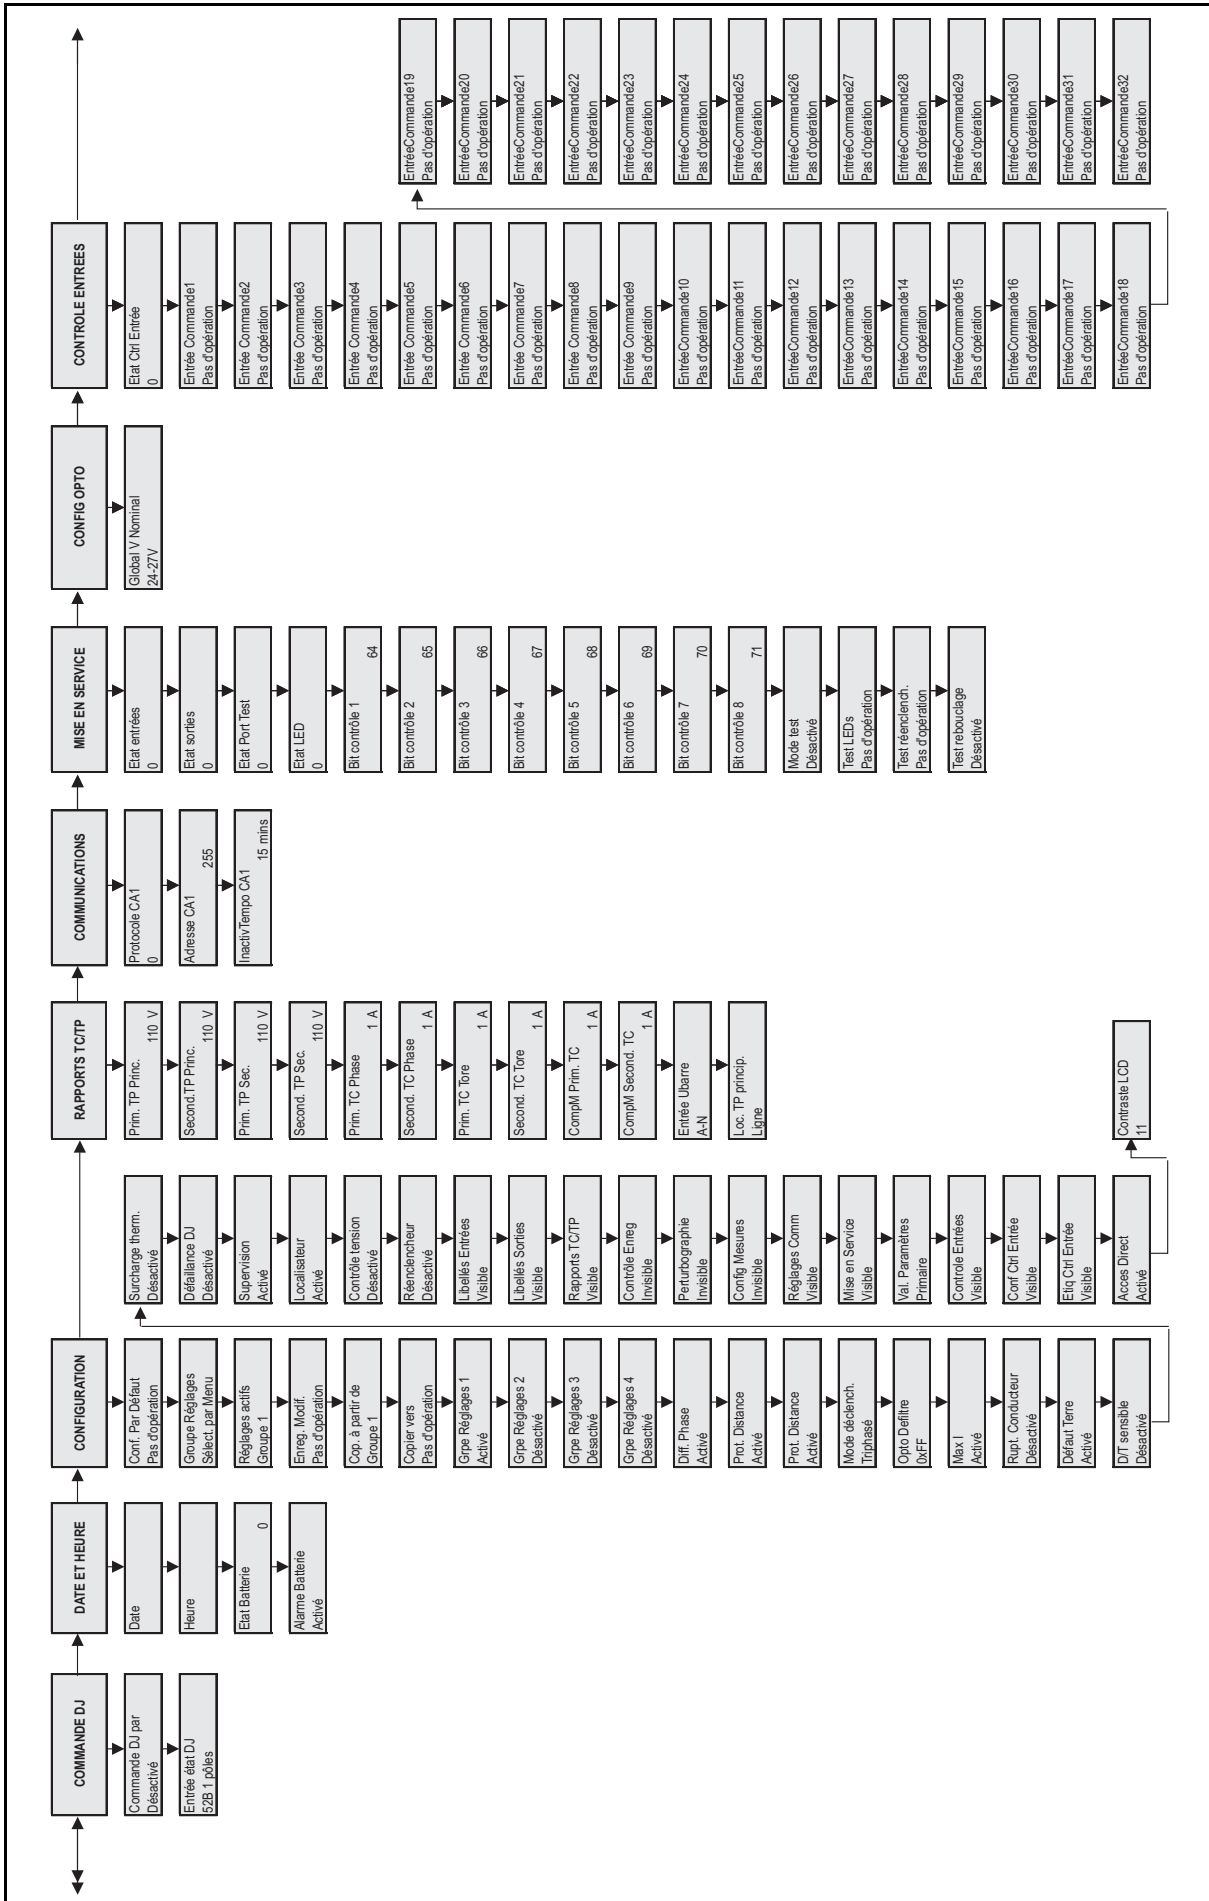 COMMANDE DJ
Commande DJ par
Désactivé
Entrée état DJ
52B 1 pôles
DATE ET HEURE
Date
Heure
Etat Batterie
0
Alarme Batterie
Activé
CONFIGURATION
Conf. Par Défaut
Pas d'opération
Groupe Réglages
Sélect. par Menu
Réglages actifs
Groupe 1
Enreg. Modif.
Pas d'opération
Cop. à partir de
Groupe 1
Copier vers
Pas d'opération
Grpe Réglages 1
Activé
Grpe Réglages 2
Désactivé
Grpe Réglages 3
Désactivé
Grpe Réglages 4
Désactivé
Diff. Phase
Activé
Prot. Distance
Activé
Prot. Distance
Activé
Mode déclench.
Triphasé
Opto Defiltre
0xFF
Max I
Activé
Rupt. Conducteur
Désactivé
Défaut Terre
Activé
D/T sensible
Désactivé
Surcharge therm.
Désactivé
Défaillance DJ
Désactivé
Supervision
Activé
Localisateur
Activé
Contrôle tension
Désactivé
Réenclencheur
Désactivé
Libellés Entrées
Visible
Libellés Sorties
Visible
Rapports TC/TP
Visible
Contrôle Enreg
Invisible
Perturbographie
Invisible
Config Mesures
Invisible
Réglages Comm
Visible
Mise en Service
Visible
Val. Paramètres
Primaire
Controle Entrées
Visible
Conf Ctrl Entrée
Visible
Etiq Ctrl Entrée
Visible
Acces Direct
Activé
Contraste LCD
11
RAPPORTS TC/TP
Prim. TP Princ.
110 V
Second.TP Princ.
110 V
Prim. TP Sec.
110 V
Second. TP Sec.
110 V
Prim. TC Phase
1 A
Second. TC Phase
1 A
Prim. TC Tore
1 A
Second. TC Tore
1 A
CompM Prim. TC
1 A
CompM Second. TC
1 A
Entrée Ubarre
A-N
Loc. TP princip.
Ligne
COMMUNICATIONS
Protocole CA1
0
Adresse CA1
255
InactivTempo CA1
15 mins
MISE EN SERVICE
Etat entrées
0
Etat sorties
0
Etat Port Test
0
Etat LED
0
Bit contrôle 1
64
Bit contrôle 2
65
Bit contrôle 3
66
Bit contrôle 4
67
Bit contrôle 5
68
Bit contrôle 6
69
Bit contrôle 7
70
Bit contrôle 8
71
Mode test
Désactivé
Test LEDs
Pas d'opération
Test réenclench.
Pas d'opération
Test rebouclage
Désactivé
CONFIG OPTO
Global V Nominal
24-27V
CONTROLE ENTREES
Etat Ctrl Entrée
0
Entrée Commande1
Pas d'opération
Entrée Commande2
Pas d'opération
Entrée Commande3
Pas d'opération
Entrée Commande4
Pas d'opération
Entrée Commande5
Pas d'opération
Entrée Commande6
Pas d'opération
Entrée Commande7
Pas d'opération
Entrée Commande8
Pas d'opération
Entrée Commande9
Pas d'opération
EntréeCommande10
Pas d'opération
EntréeCommande11
Pas d'opération
EntréeCommande12
Pas d'opération
EntréeCommande13
Pas d'opération
EntréeCommande14
Pas d'opération
EntréeCommande15
Pas d'opération
EntréeCommande16
Pas d'opération
EntréeCommande17
Pas d'opération
EntréeCommande18
Pas d'opération
EntréeCommande19
Pas d'opération
EntréeCommande20
Pas d'opération
EntréeCommande21
Pas d'opération
EntréeCommande22
Pas d'opération
EntréeCommande23
Pas d'opération
EntréeCommande24
Pas d'opération
EntréeCommande25
Pas d'opération
EntréeCommande26
Pas d'opération
EntréeCommande27
Pas d'opération
EntréeCommande28
Pas d'opération
EntréeCommande29
Pas d'opération
EntréeCommande30
Pas d'opération
EntréeCommande31
Pas d'opération
EntréeCommande32
Pas d'opération